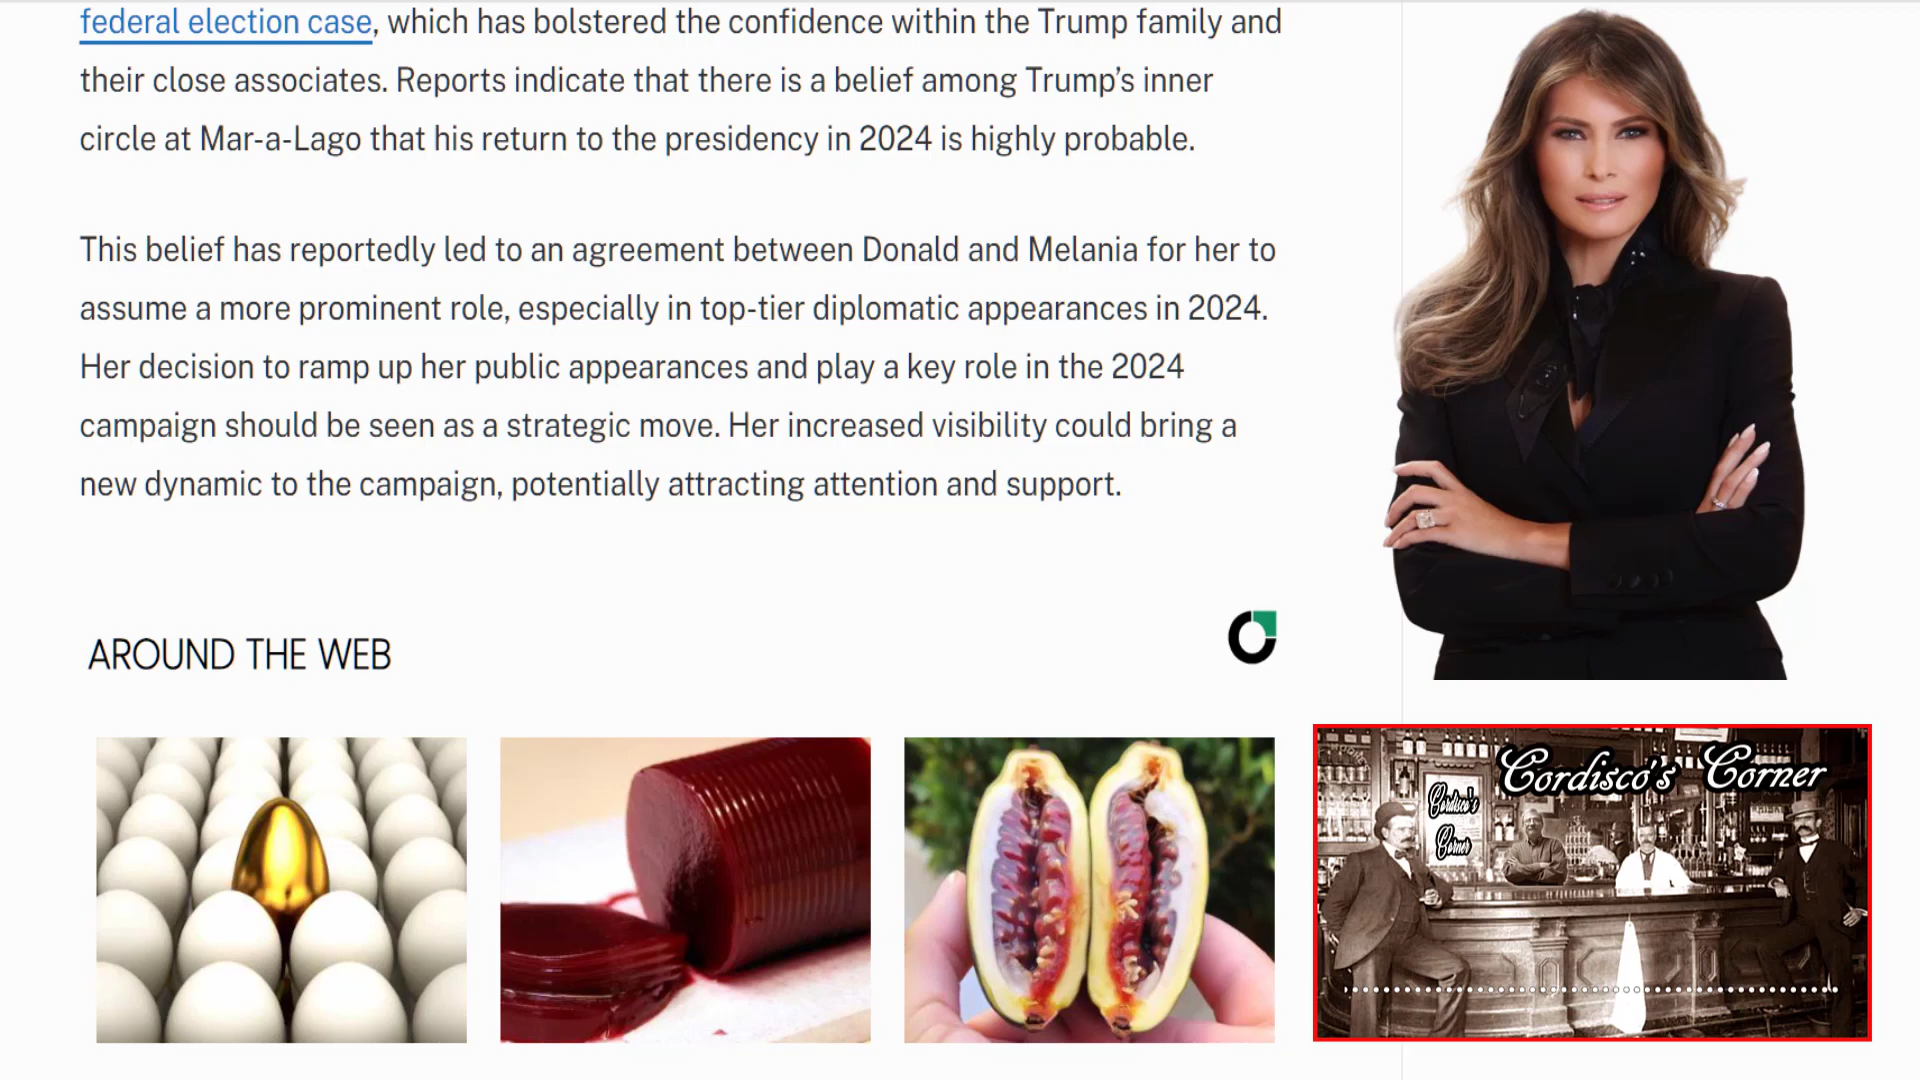 federal election case, which has bolstered the confidence within the Trump family and
their close associates. Reports indicate that there is a belief among Trump’s inner
circle at Mar-a-Lago that his return to the presidency in 2024 is highly probable.
This belief has reportedly led to an agreement between Donald and Melania for her to
assume a more prominent role, especially in top-tier diplomatic appearances in 2024.
Her decision to ramp up her public appearances and play a key role in the 2024
campaign should be seen as a strategic move. Her increased visibility could bring a
new dynamic to the campaign, potentially attracting attention and support.
AROUND THE WEB
Cordisco's Corner
Cordisco's
Corner